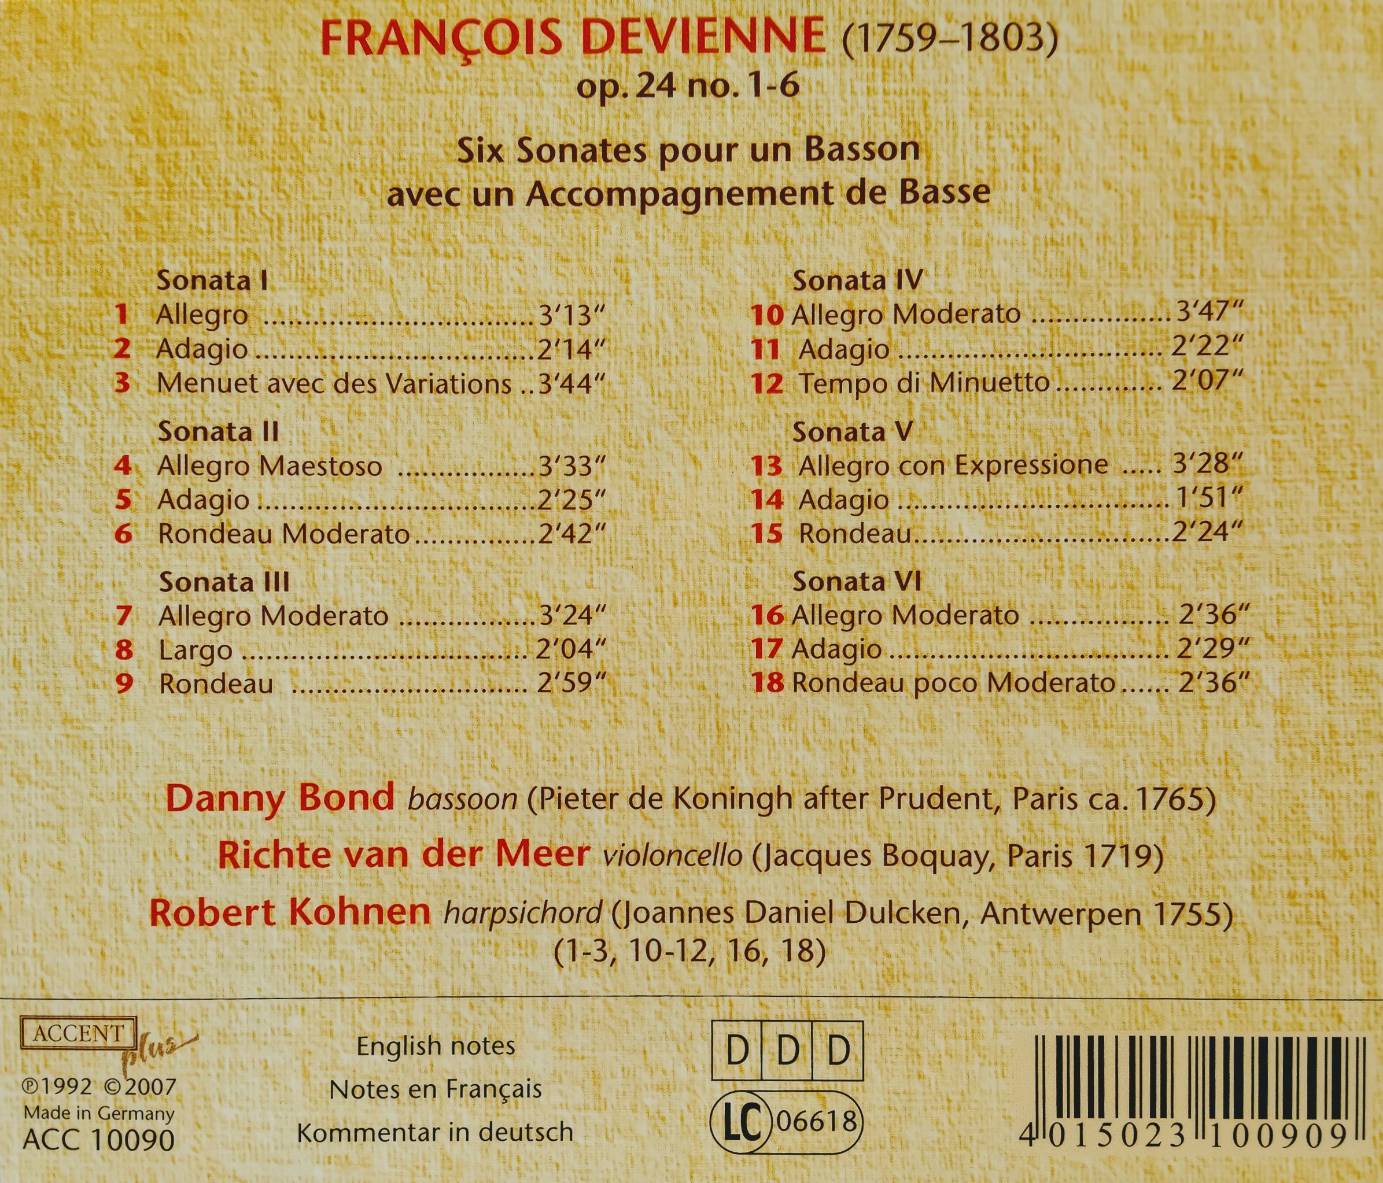 FRANÇOIS DEVIENNE (1759–1803)
op. 24 no. 1-6
Six Sonates pour un Basson
avec un Accompagnement de Basse
Sonata I
1 Allegro ................................. 3‘13“
2 Adagio .................................. 2‘14“
3 Menuet avec des Variations .. 3‘44“
Sonata II
4 Allegro Maestoso ................. 3‘33“
5 Adagio .................................. 2‘25“
6 Rondeau Moderato............... 2‘42“
Sonata III
7 Allegro Moderato ................. 3‘24“
8 Largo ................................... 2‘04“
9 Rondeau ............................. 2‘59“
Sonata IV
10 Allegro Moderato ................. 3‘47“
11 Adagio ................................ 2‘22“
12 Tempo di Minuetto............. 2‘07“
Sonata V
13 Allegro con Expressione ..... 3‘28“
14 Adagio ................................. 1‘51“
15 Rondeau............................... 2‘24“
Sonata VI
16 Allegro Moderato ................. 2‘36“
17 Adagio .................................. 2‘29“
18 Rondeau poco Moderato ...... 2‘36“
Danny Bond bassoon (Pieter de Koningh after Prudent, Paris ca. 1765)
Richte van der Meer violoncello (Jacques Boquay, Paris 1719)
Robert Kohnen harpsichord (Joannes Daniel Dulcken, Antwerpen 1755)
(1-3, 10-12, 16, 18)
ACCENT plus
℗1992 ©2007
Made in Germany
ACC 10090
English notes
Notes en Français
Kommentar in deutsch
D D D
LC 06618
4 015023 100909